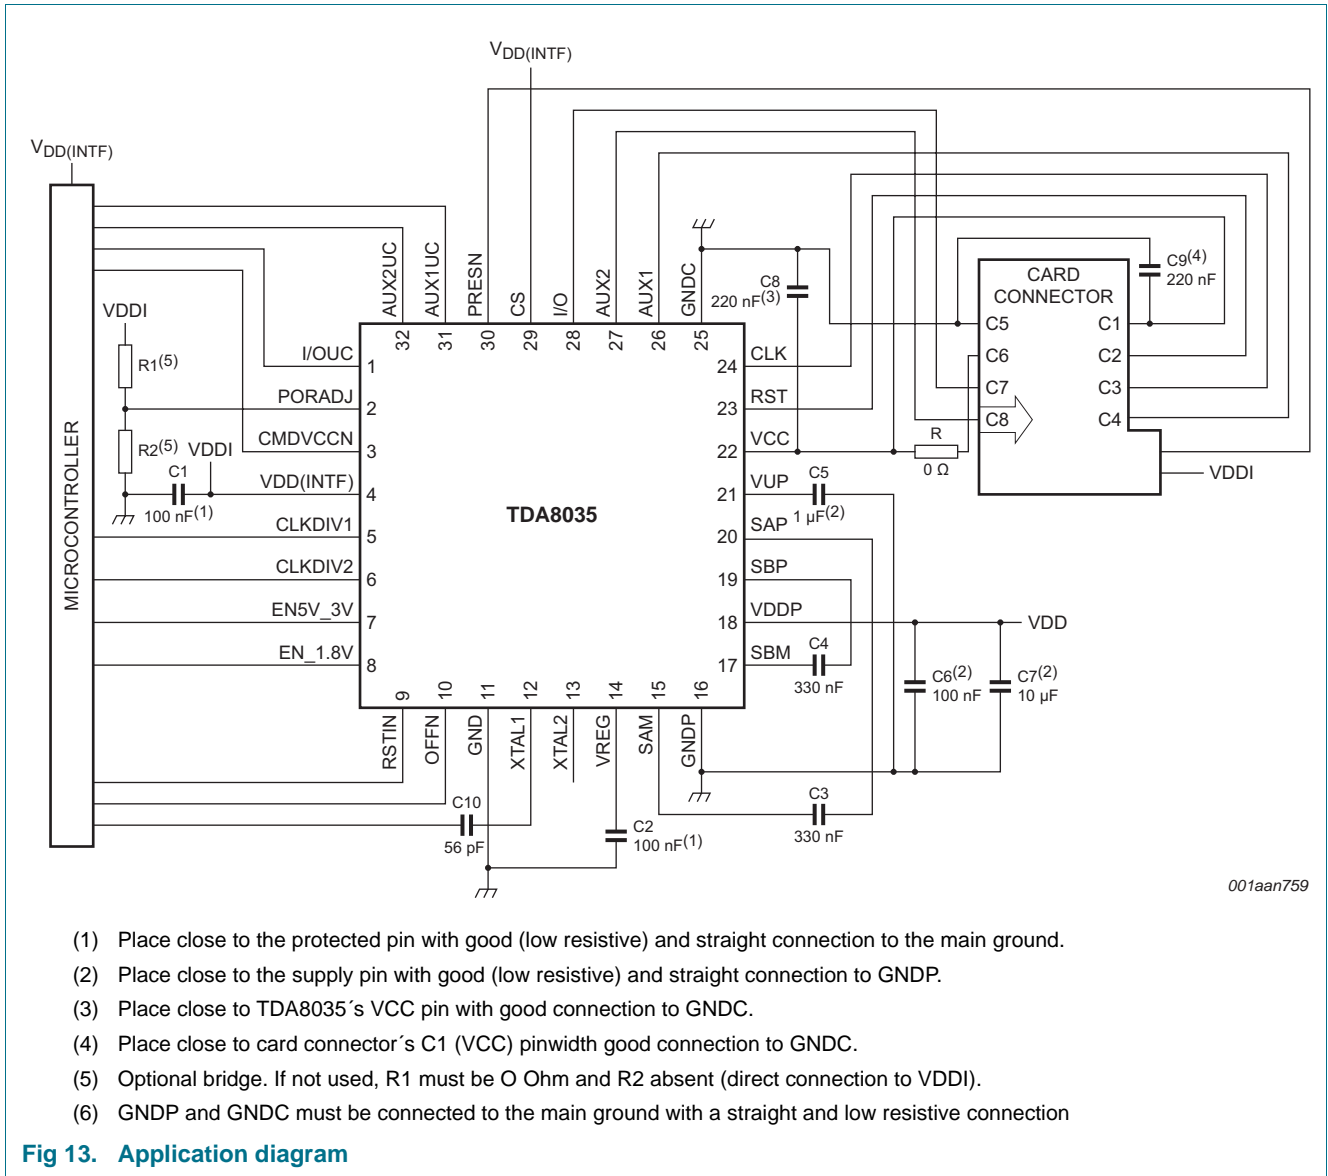 VDD(INTF)
VDD(INTF)
MICROCONTROLLER
VDDI
R1(5)
R2(5)
VDDI
C1
100 nF(1)
AUX2UC
AUX1UC
PRESN
CS
I/O
AUX2
AUX1
GNDC
32
31
30
29
28
27
26
25
C8
220 nF(3)
C9(4)
220 nF
CARD
CONNECTOR
C5
C6
C7
C8
C1
C2
C3
C4
VDDI
I/OUC
1
PORADJ
2
CMDVCCN
3
VDD(INTF)
4
CLKDIV1
5
CLKDIV2
6
EN5V_3V
7
EN_1.8V
8
TDA8035
24
CLK
23
RST
22
VCC
21
VUP
20
SAP
19
SBP
18
VDDP
17
SBM
R
0 Ω
C5
1 µF(2)
C4
330 nF
VDD
C6(2)
100 nF
C7(2)
10 µF
9
10
11
12
13
14
15
16
RSTIN
OFFN
GND
XTAL1
XTAL2
VREG
SAM
GNDP
C10
56 pF
C2
100 nF(1)
C3
330 nF
001aan759
(1) Place close to the protected pin with good (low resistive) and straight connection to the main ground.
(2) Place close to the supply pin with good (low resistive) and straight connection to GNDP.
(3) Place close to TDA8035´s VCC pin with good connection to GNDC.
(4) Place close to card connector´s C1 (VCC) pinwidth good connection to GNDC.
(5) Optional bridge. If not used, R1 must be O Ohm and R2 absent (direct connection to VDDI).
(6) GNDP and GNDC must be connected to the main ground with a straight and low resistive connection
Fig 13. Application diagram